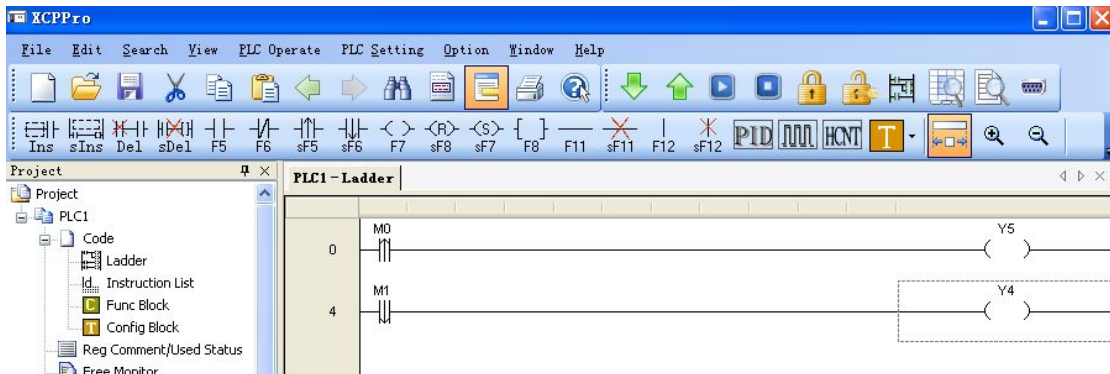 XCPPro
File Edit Search View PLC Operate PLC Setting Option Window Help
Ins sIns Del sDel F5 F6 sF5 sF6 F7 sF8 sF7 F8 F11 sF11 F12 sF12 PID HCNT T
Project
PLC1-Ladder
Project
PLC1
Code
Ladder
Instruction List
Func Block
Config Block
Reg Comment/Used Status
Free Monitor
M0 Y5
0
M1 Y4
4